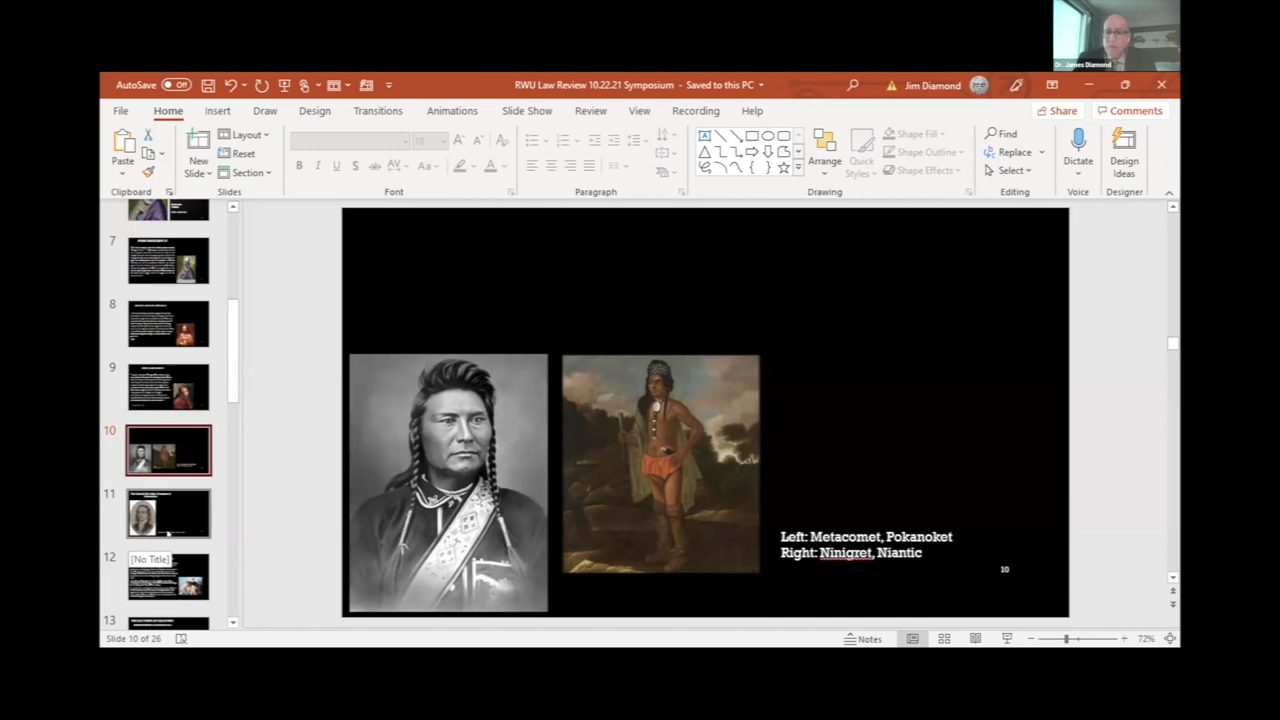 Dr. James Diamond
AutoSave Off
RWU Law Review 10.22.21 Symposium - Saved to this PC
Jim Diamond
File Home Insert Draw Design Transitions Animations Slide Show Review View Recording Help
Share Comments
Paste
New
Slide
Layout
Reset
Section
18
Arrange
Quick
Styles
Shape Fill
Shape Outline
Shape Effects
Find
Replace
Select
Dictate
Design
Ideas
Clipboard Slides Font Paragraph Drawing Editing Voice Designer
7
8
9
10
11
12
[No Title]
13
Left: Metacomet, Pokanoket
Right: Ninigret, Niantic
10
Slide 10 of 26
Notes
72%